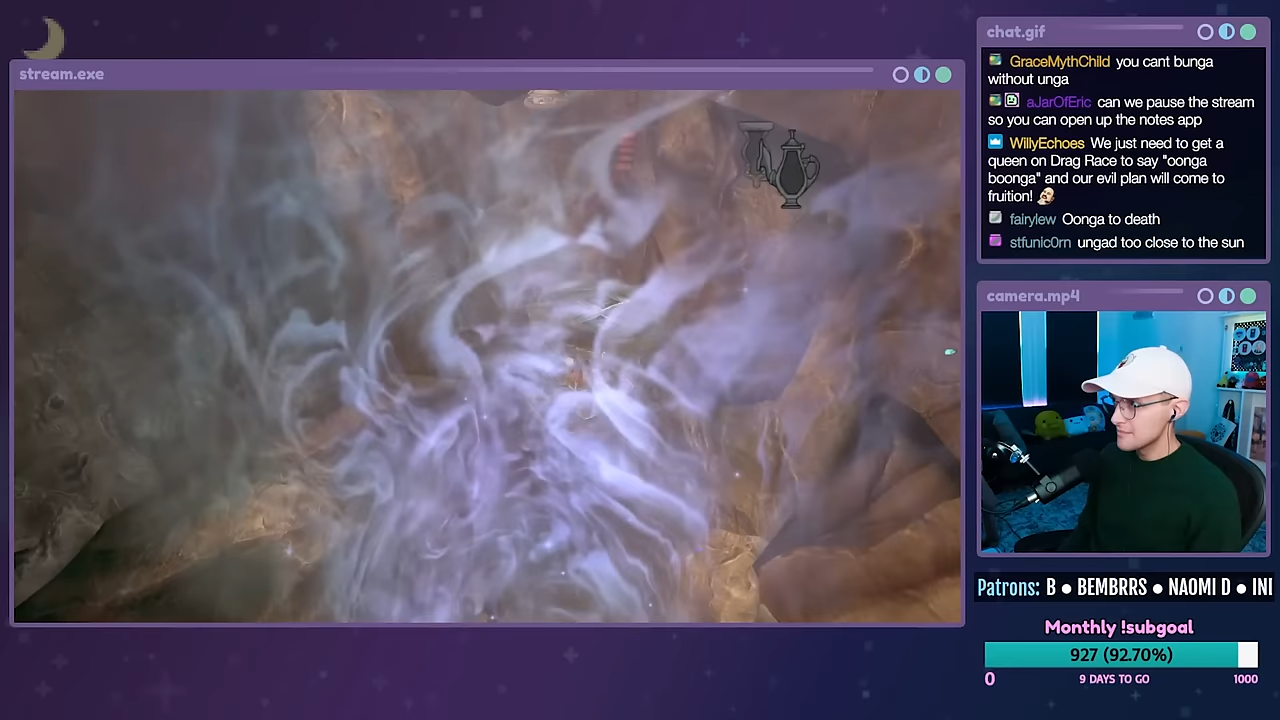 stream.exe
chat.gif
GraceMythChild you cant bunga
without unga
aJarOfEric can we pause the stream
so you can open up the notes app
WillyEchoes We just need to get a
queen on Drag Race to say "oonga
boonga" and our evil plan will come to
fruition!
fairylew Oonga to death
stfunic0rn ungad too close to the sun
camera.mp4
Patrons: B ● BEMBRRS ● NAOMI D ● INI
Monthly !subgoal
927 (92.70%)
0 9 DAYS TO GO 1000